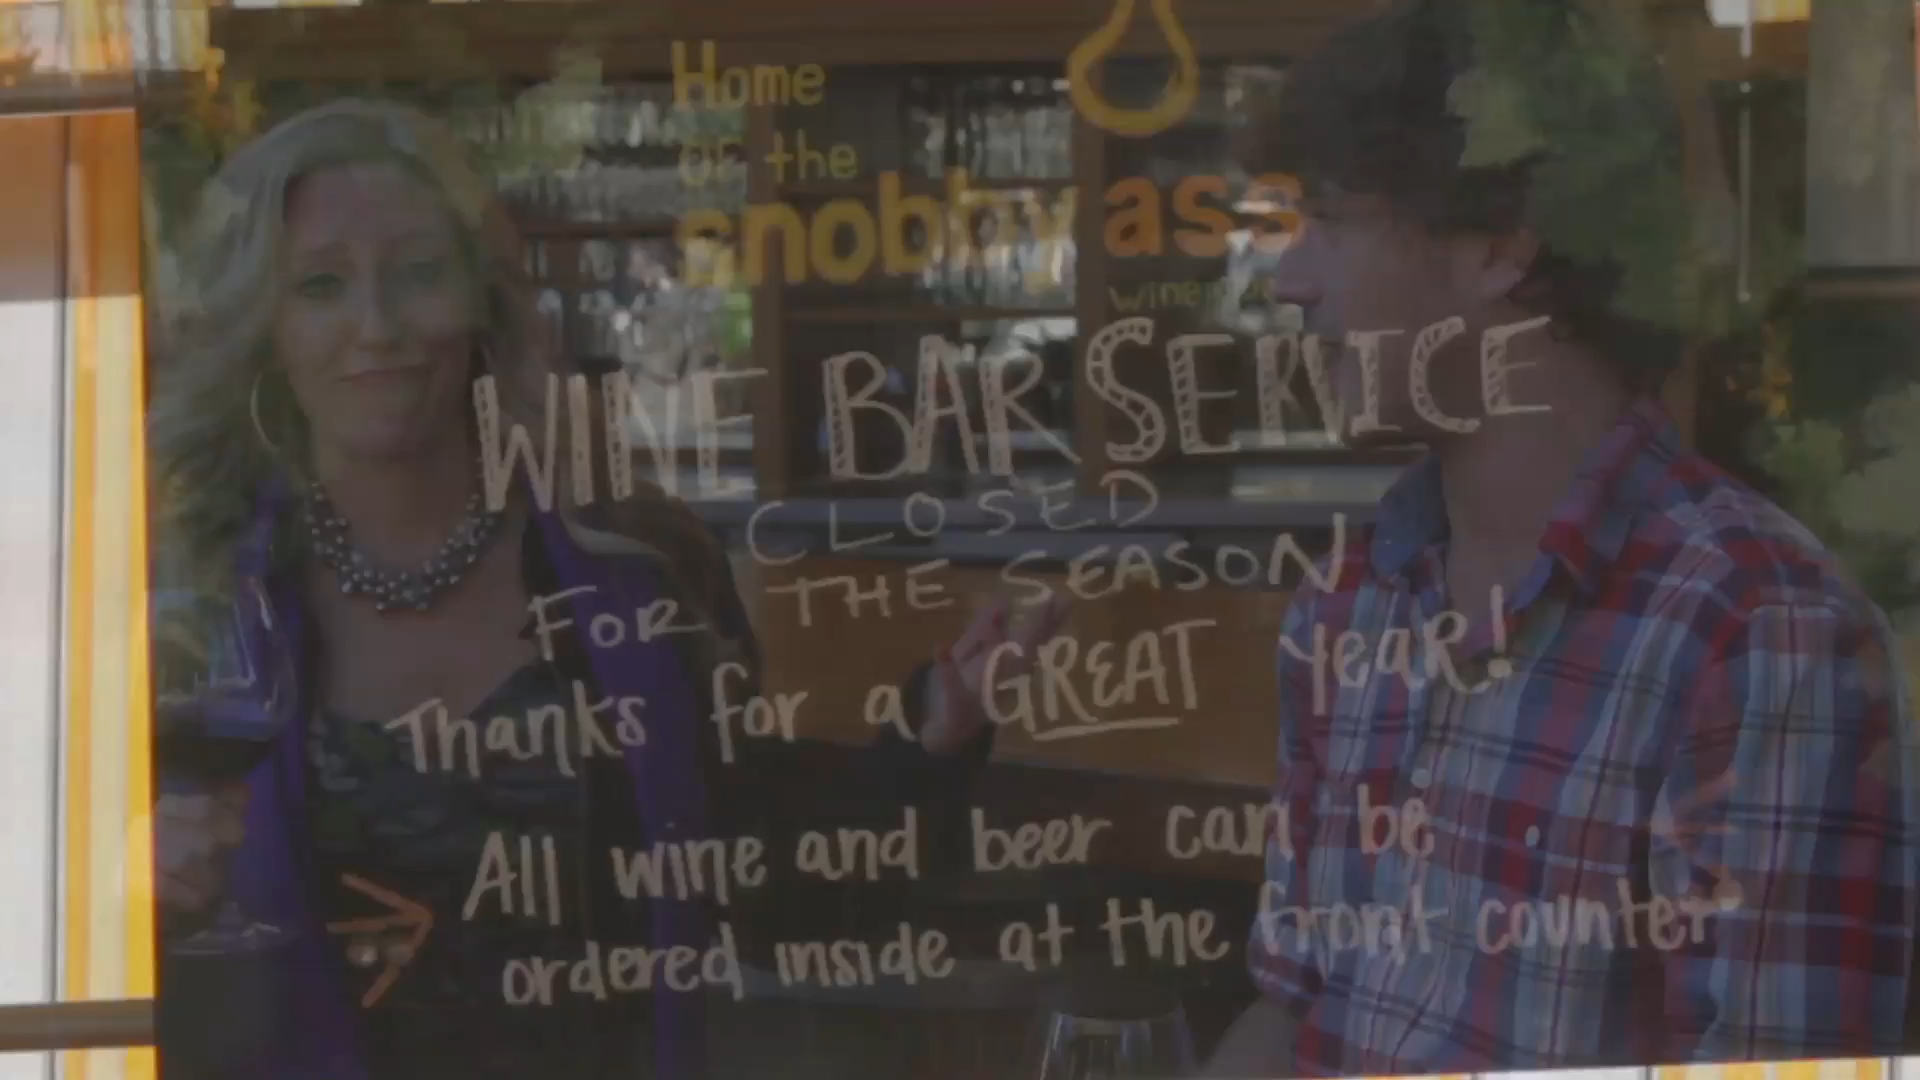 Home
OF the
snobby ass
WINE BAR SERVICE
CLOSED
FOR THE SEASON
Thanks for a GREAT YEAR!
All wine and beer can be
ordered inside at the front counter